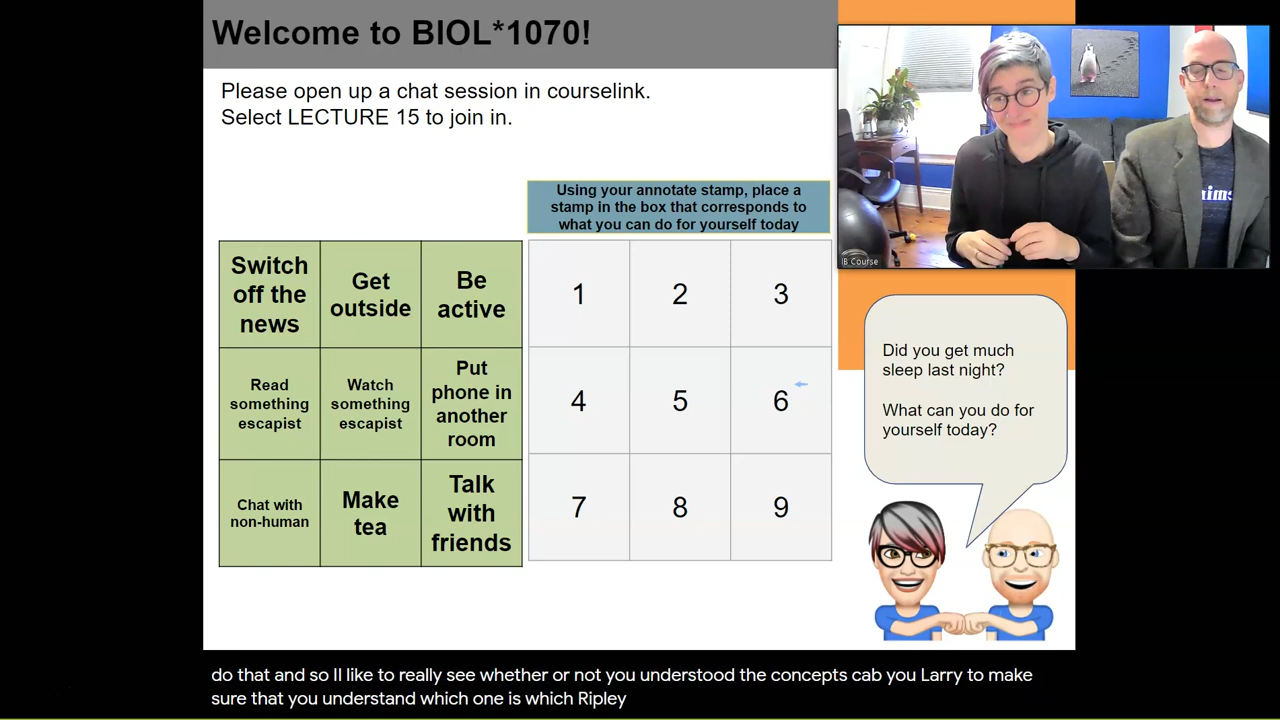 Welcome to BIOL*1070!
Please open up a chat session in courselink.
Select LECTURE 15 to join in.
Using your annotate stamp, place a
stamp in the box that corresponds to
what you can do for yourself today
Switch
off the
news
Get
outside
Be
active
Read
something
escapist
Watch
something
escapist
Put
phone in
another
room
Chat with
non-human
Make
tea
Talk
with
friends
1
2
3
4
5
6
7
8
9
IB Course
Did you get much
sleep last night?
What can you do for
yourself today?
do that and so II like to really see whether or not you understood the concepts cab you Larry to make
sure that you understand which one is which Ripley